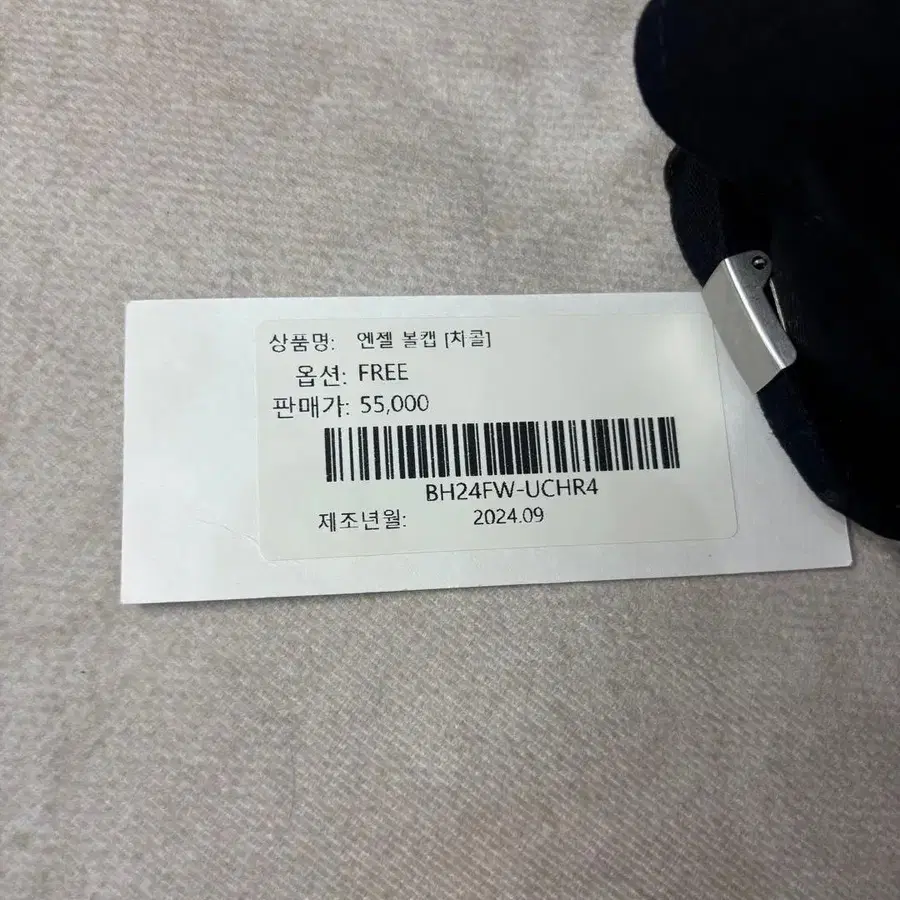 상품명: 엔젤 볼캡 [차콜]
옵션: FREE
판매가: 55,000
BH24FW-UCHR4
제조년월: 2024.09